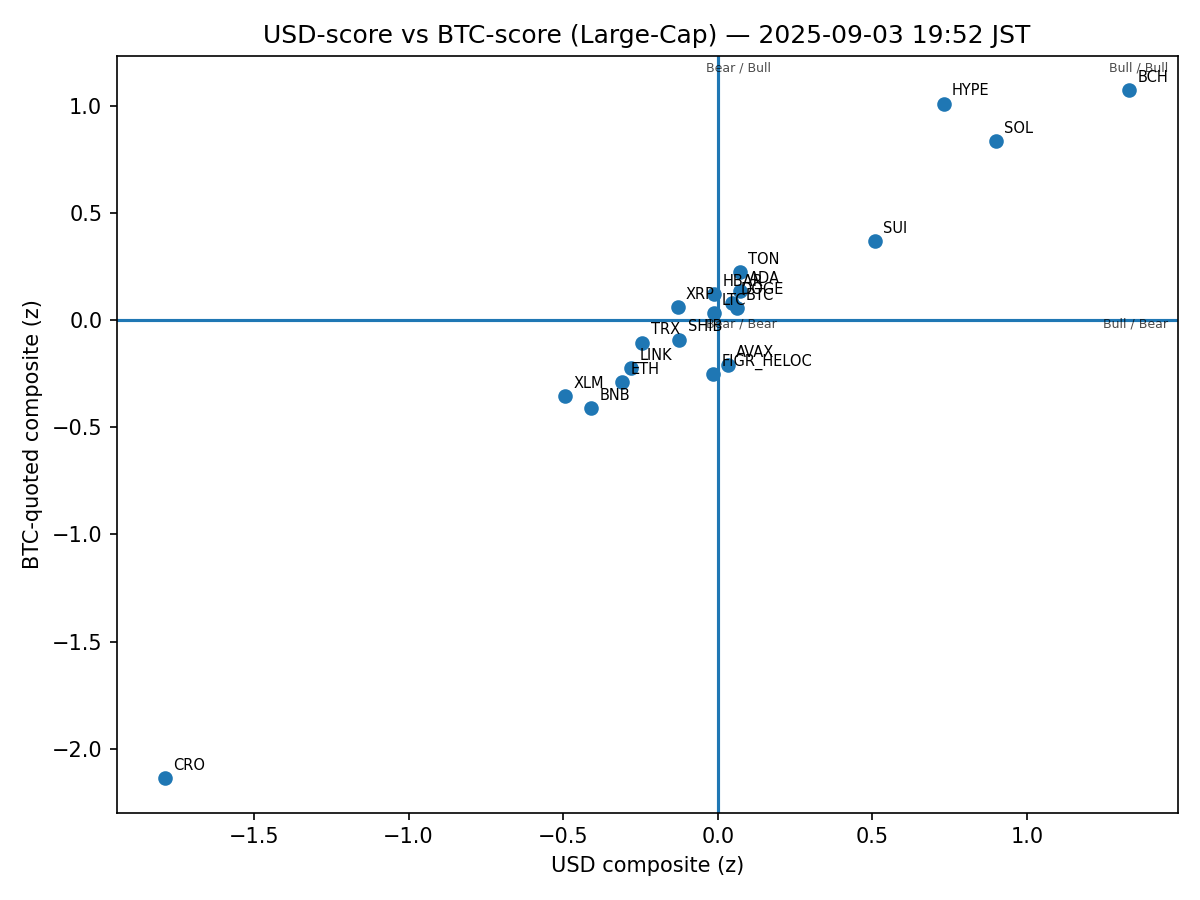 USD-score vs BTC-score (Large-Cap) — 2025-09-03 19:52 JST
Bear / Bull
Bull / Bull
BCH
HYPE
SOL
SUI
TON
HBAR
ADA
DOGE
BTC
LTC
XRP
SHIB
Bear / Bear
Bull / Bear
TRX
LINK
ETH
AVAX
FIGR_HELOC
XLM
BNB
CRO
1.0
0.5
0.0
−0.5
−1.0
−1.5
−2.0
BTC-quoted composite (z)
−1.5
−1.0
−0.5
0.0
0.5
1.0
USD composite (z)